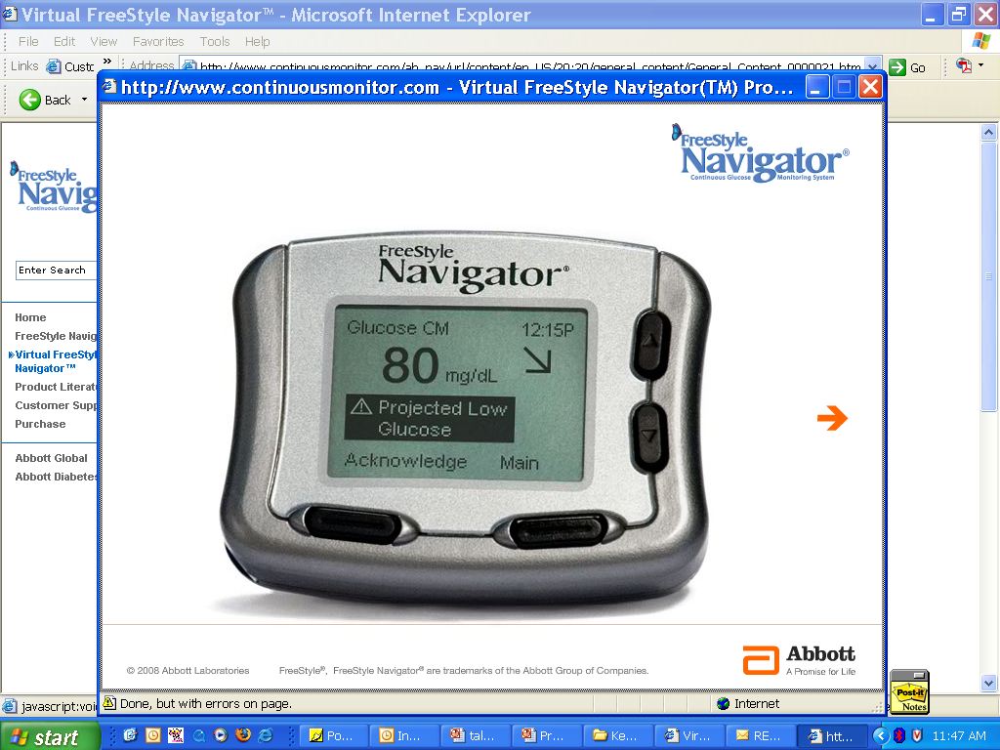 Virtual FreeStyle Navigator™ - Microsoft Internet Explorer
File Edit View Favorites Tools Help
Links Custc » Address http://www.continuousmonitor.com/ab_nav/url/content/en_US/20:20/general_content/General_Content_0000021.htm Go
Back
http://www.continuousmonitor.com - Virtual FreeStyle Navigator(TM) Pro...
FreeStyle
Navigator®
Continuous Glucose Monitoring System
FreeStyle
Navig
Continuous Glucose
Enter Search
Home
FreeStyle Navig
Virtual FreeStyl
Navigator™
Product Literat
Customer Supp
Purchase
Abbott Global
Abbott Diabetes
FreeStyle
Navigator®
Glucose CM 12:15P
80 mg/dL
Projected Low
Glucose
Acknowledge Main
© 2008 Abbott Laboratories FreeStyle®, FreeStyle Navigator® are trademarks of the Abbott Group of Companies.
Abbott
A Promise for Life
Done, but with errors on page. Internet
javascript:voi
Post-it
Notes
start Po... In... tal... Pr... Ke... Vir... RE... htt... 11:47 AM